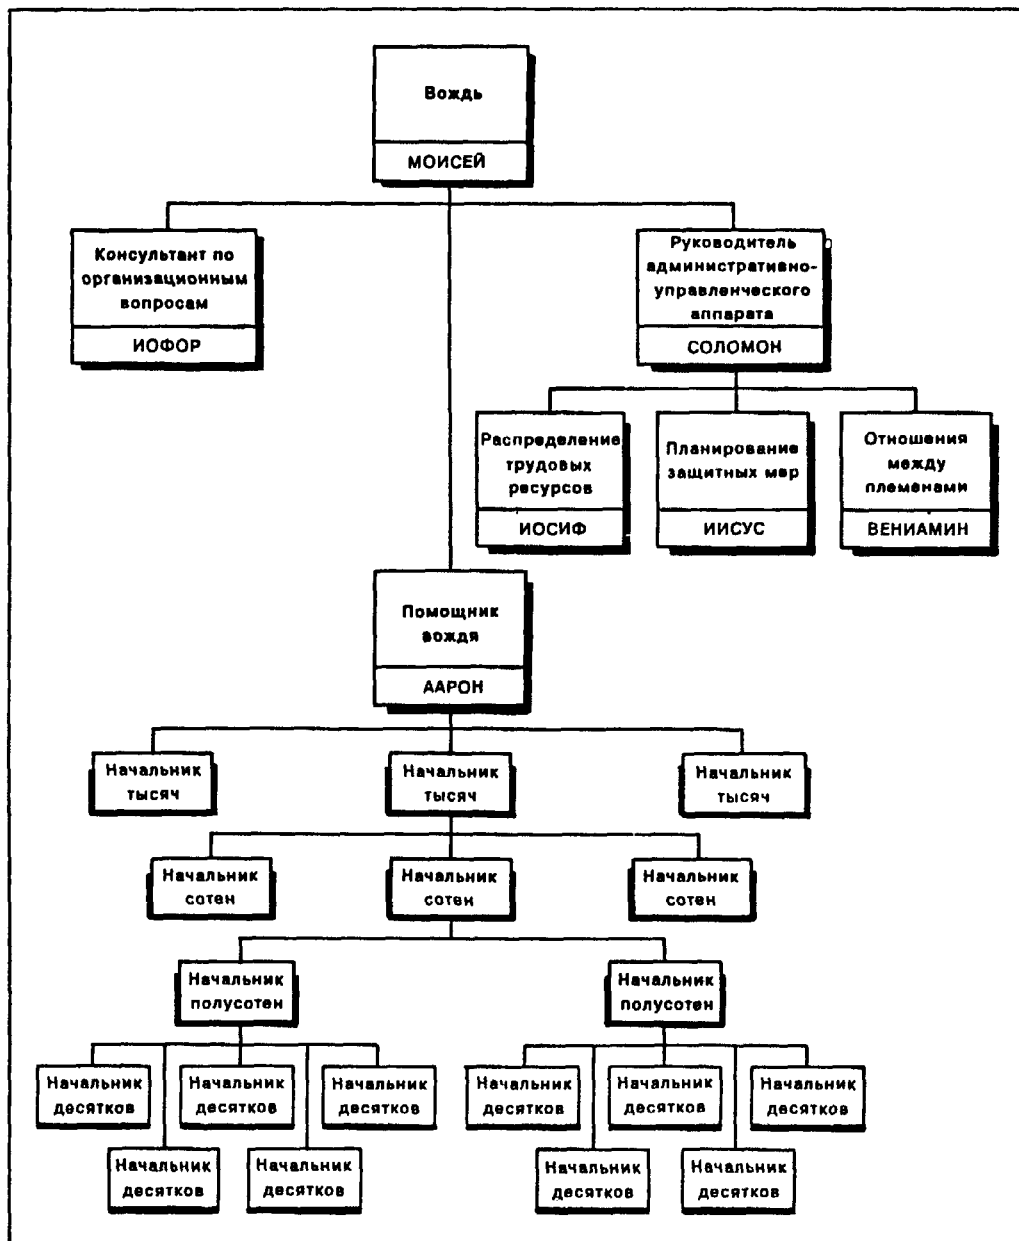 Вождь
МОИСЕЙ
Консультант по
организационным
вопросам
ИОФОР
Руководитель
административно-
управленческого
аппарата
СОЛОМОН
Распределение
трудовых
ресурсов
ИОСИФ
Планирование
защитных мер
ИИСУС
Отношения
между
племенами
ВЕНИАМИН
Помощник
вождя
ААРОН
Начальник
тысяч
Начальник
тысяч
Начальник
тысяч
Начальник
сотен
Начальник
сотен
Начальник
сотен
Начальник
полусотен
Начальник
полусотен
Начальник
десятков
Начальник
десятков
Начальник
десятков
Начальник
десятков
Начальник
десятков
Начальник
десятков
Начальник
десятков
Начальник
десятков
Начальник
десятков
Начальник
десятков